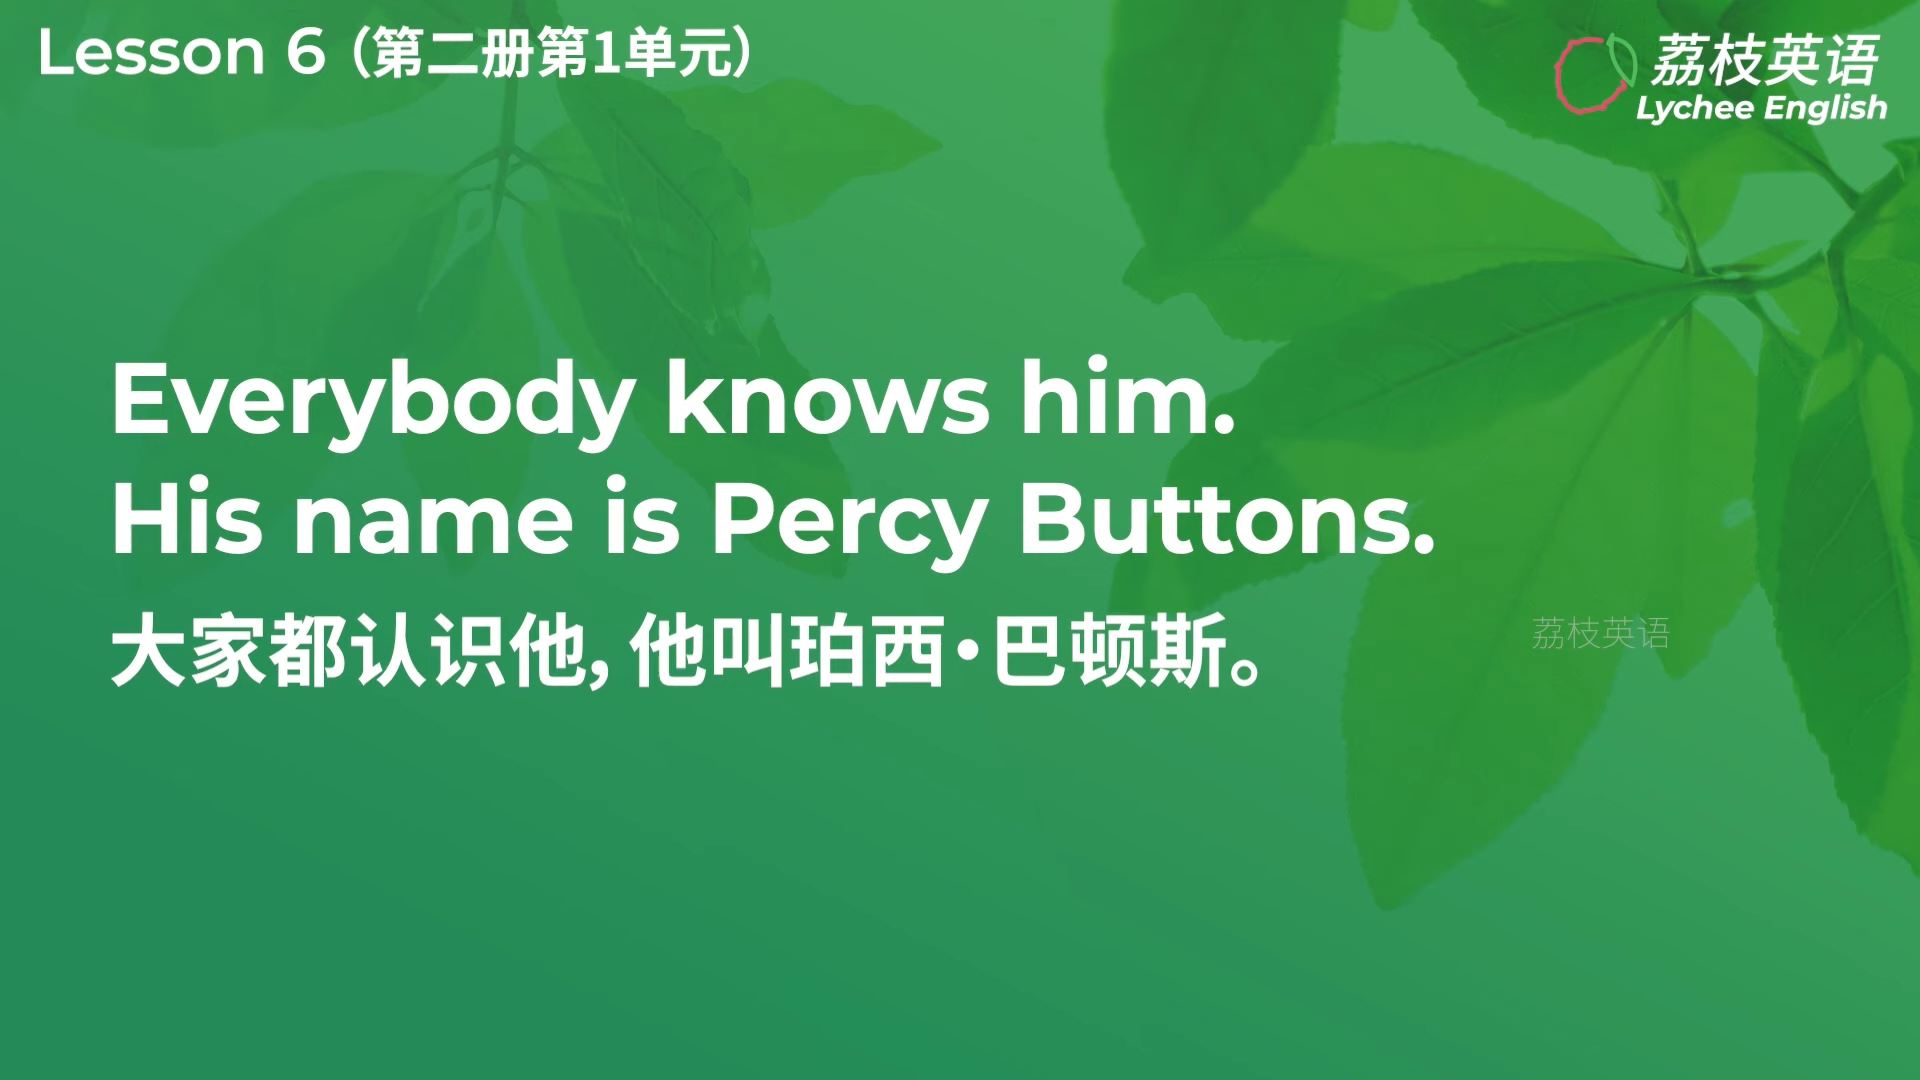 Lesson 6（第二册第1单元）
荔枝英语
Lychee English
Everybody knows him.
His name is Percy Buttons.
大家都认识他, 他叫珀西·巴顿斯。
荔枝英语